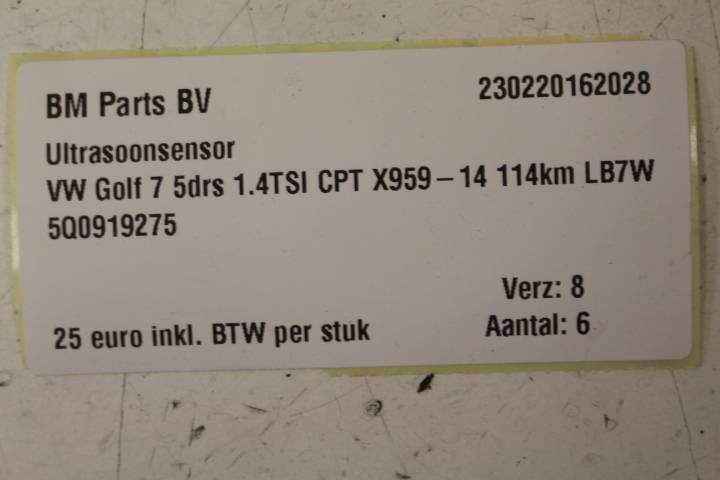 BM Parts BV 230220162028
Ultrasoonsensor
VW Golf 7 5drs 1.4TSI CPT X959-14 114km LB7W
5Q0919275
Verz: 8
25 euro inkl. BTW per stuk Aantal: 6